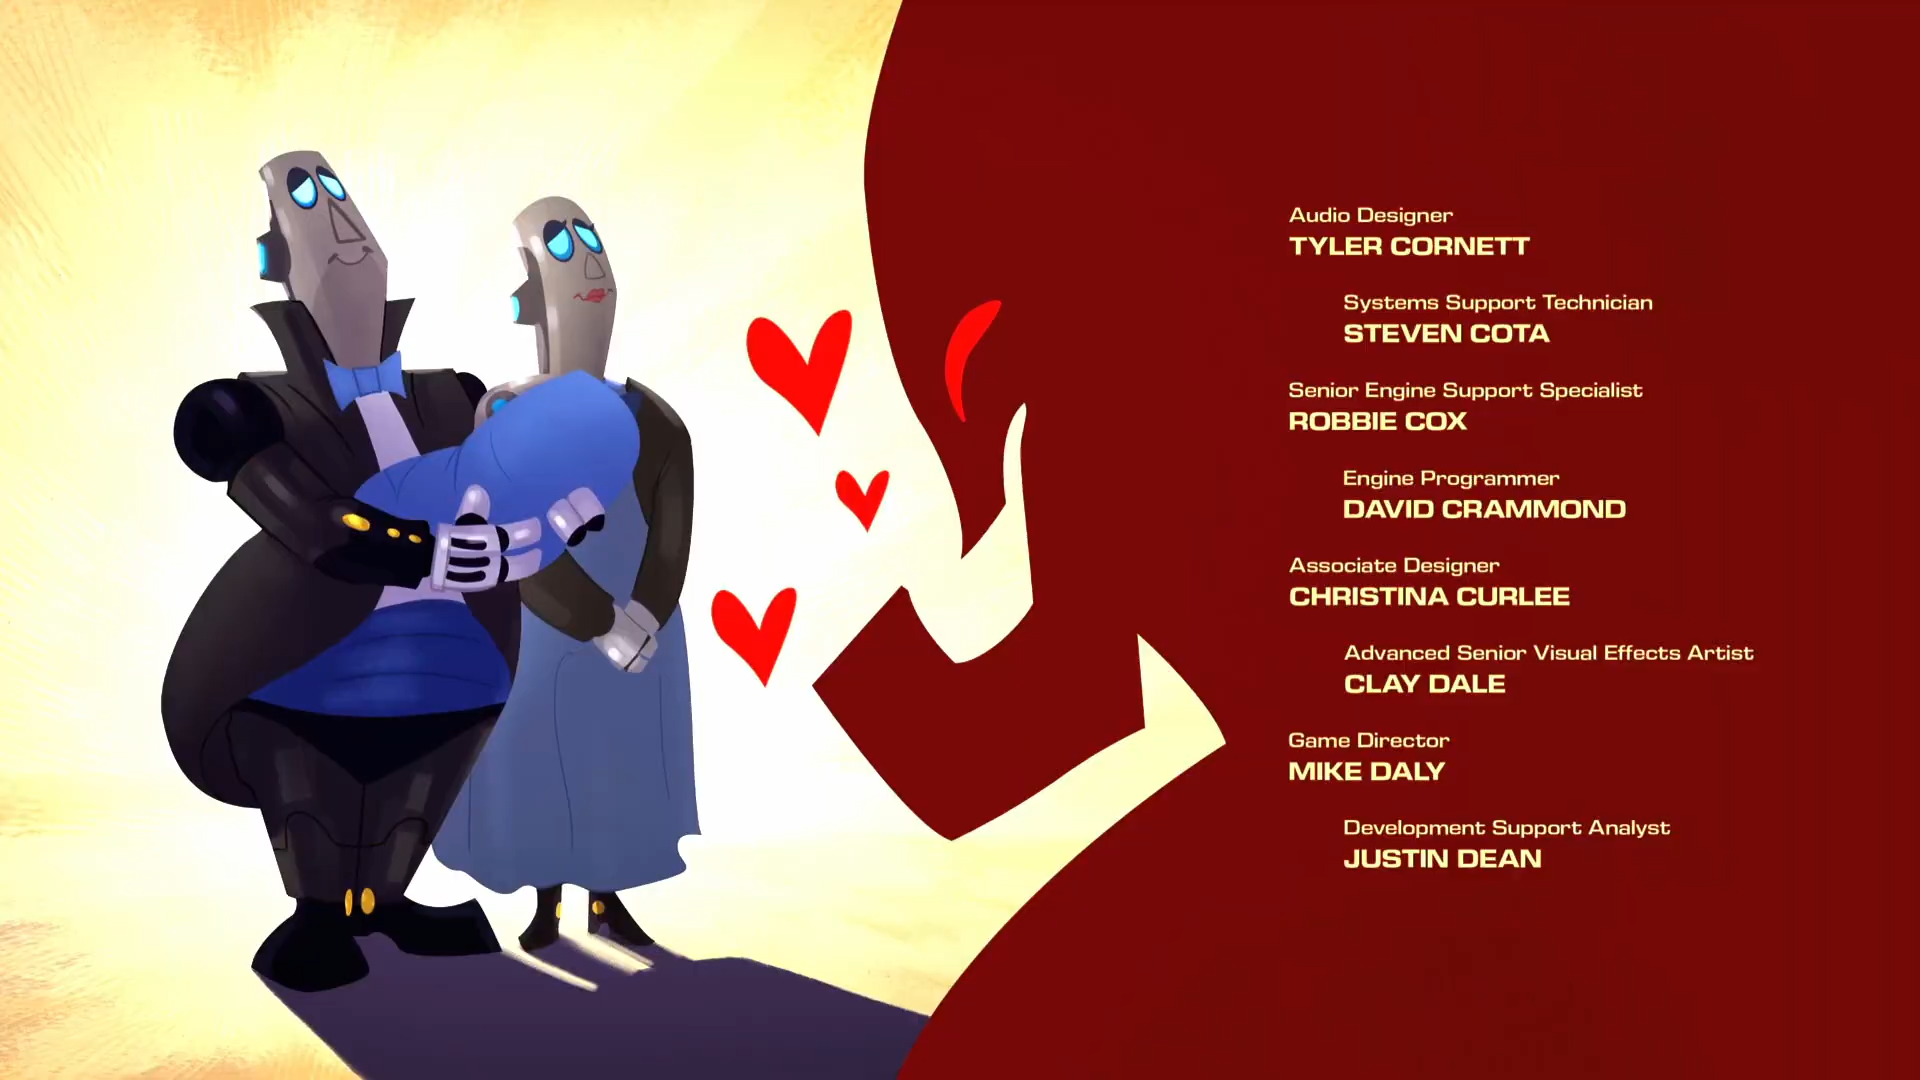 Audio Designer
TYLER CORNETT
Systems Support Technician
STEVEN COTA
Senior Engine Support Specialist
ROBBIE COX
Engine Programmer
DAVID CRAMMOND
Associate Designer
CHRISTINA CURLEE
Advanced Senior Visual Effects Artist
CLAY DALE
Game Director
MIKE DALY
Development Support Analyst
JUSTIN DEAN